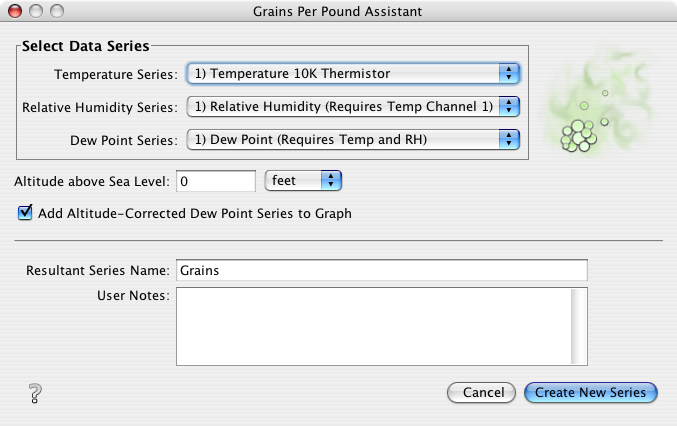 Grains Per Pound Assistant
Select Data Series
Temperature Series: 1) Temperature 10K Thermistor
Relative Humidity Series: 1) Relative Humidity (Requires Temp Channel 1)
Dew Point Series: 1) Dew Point (Requires Temp and RH)
Altitude above Sea Level: 0 feet
Add Altitude-Corrected Dew Point Series to Graph
Resultant Series Name: Grains
User Notes:
? Cancel Create New Series